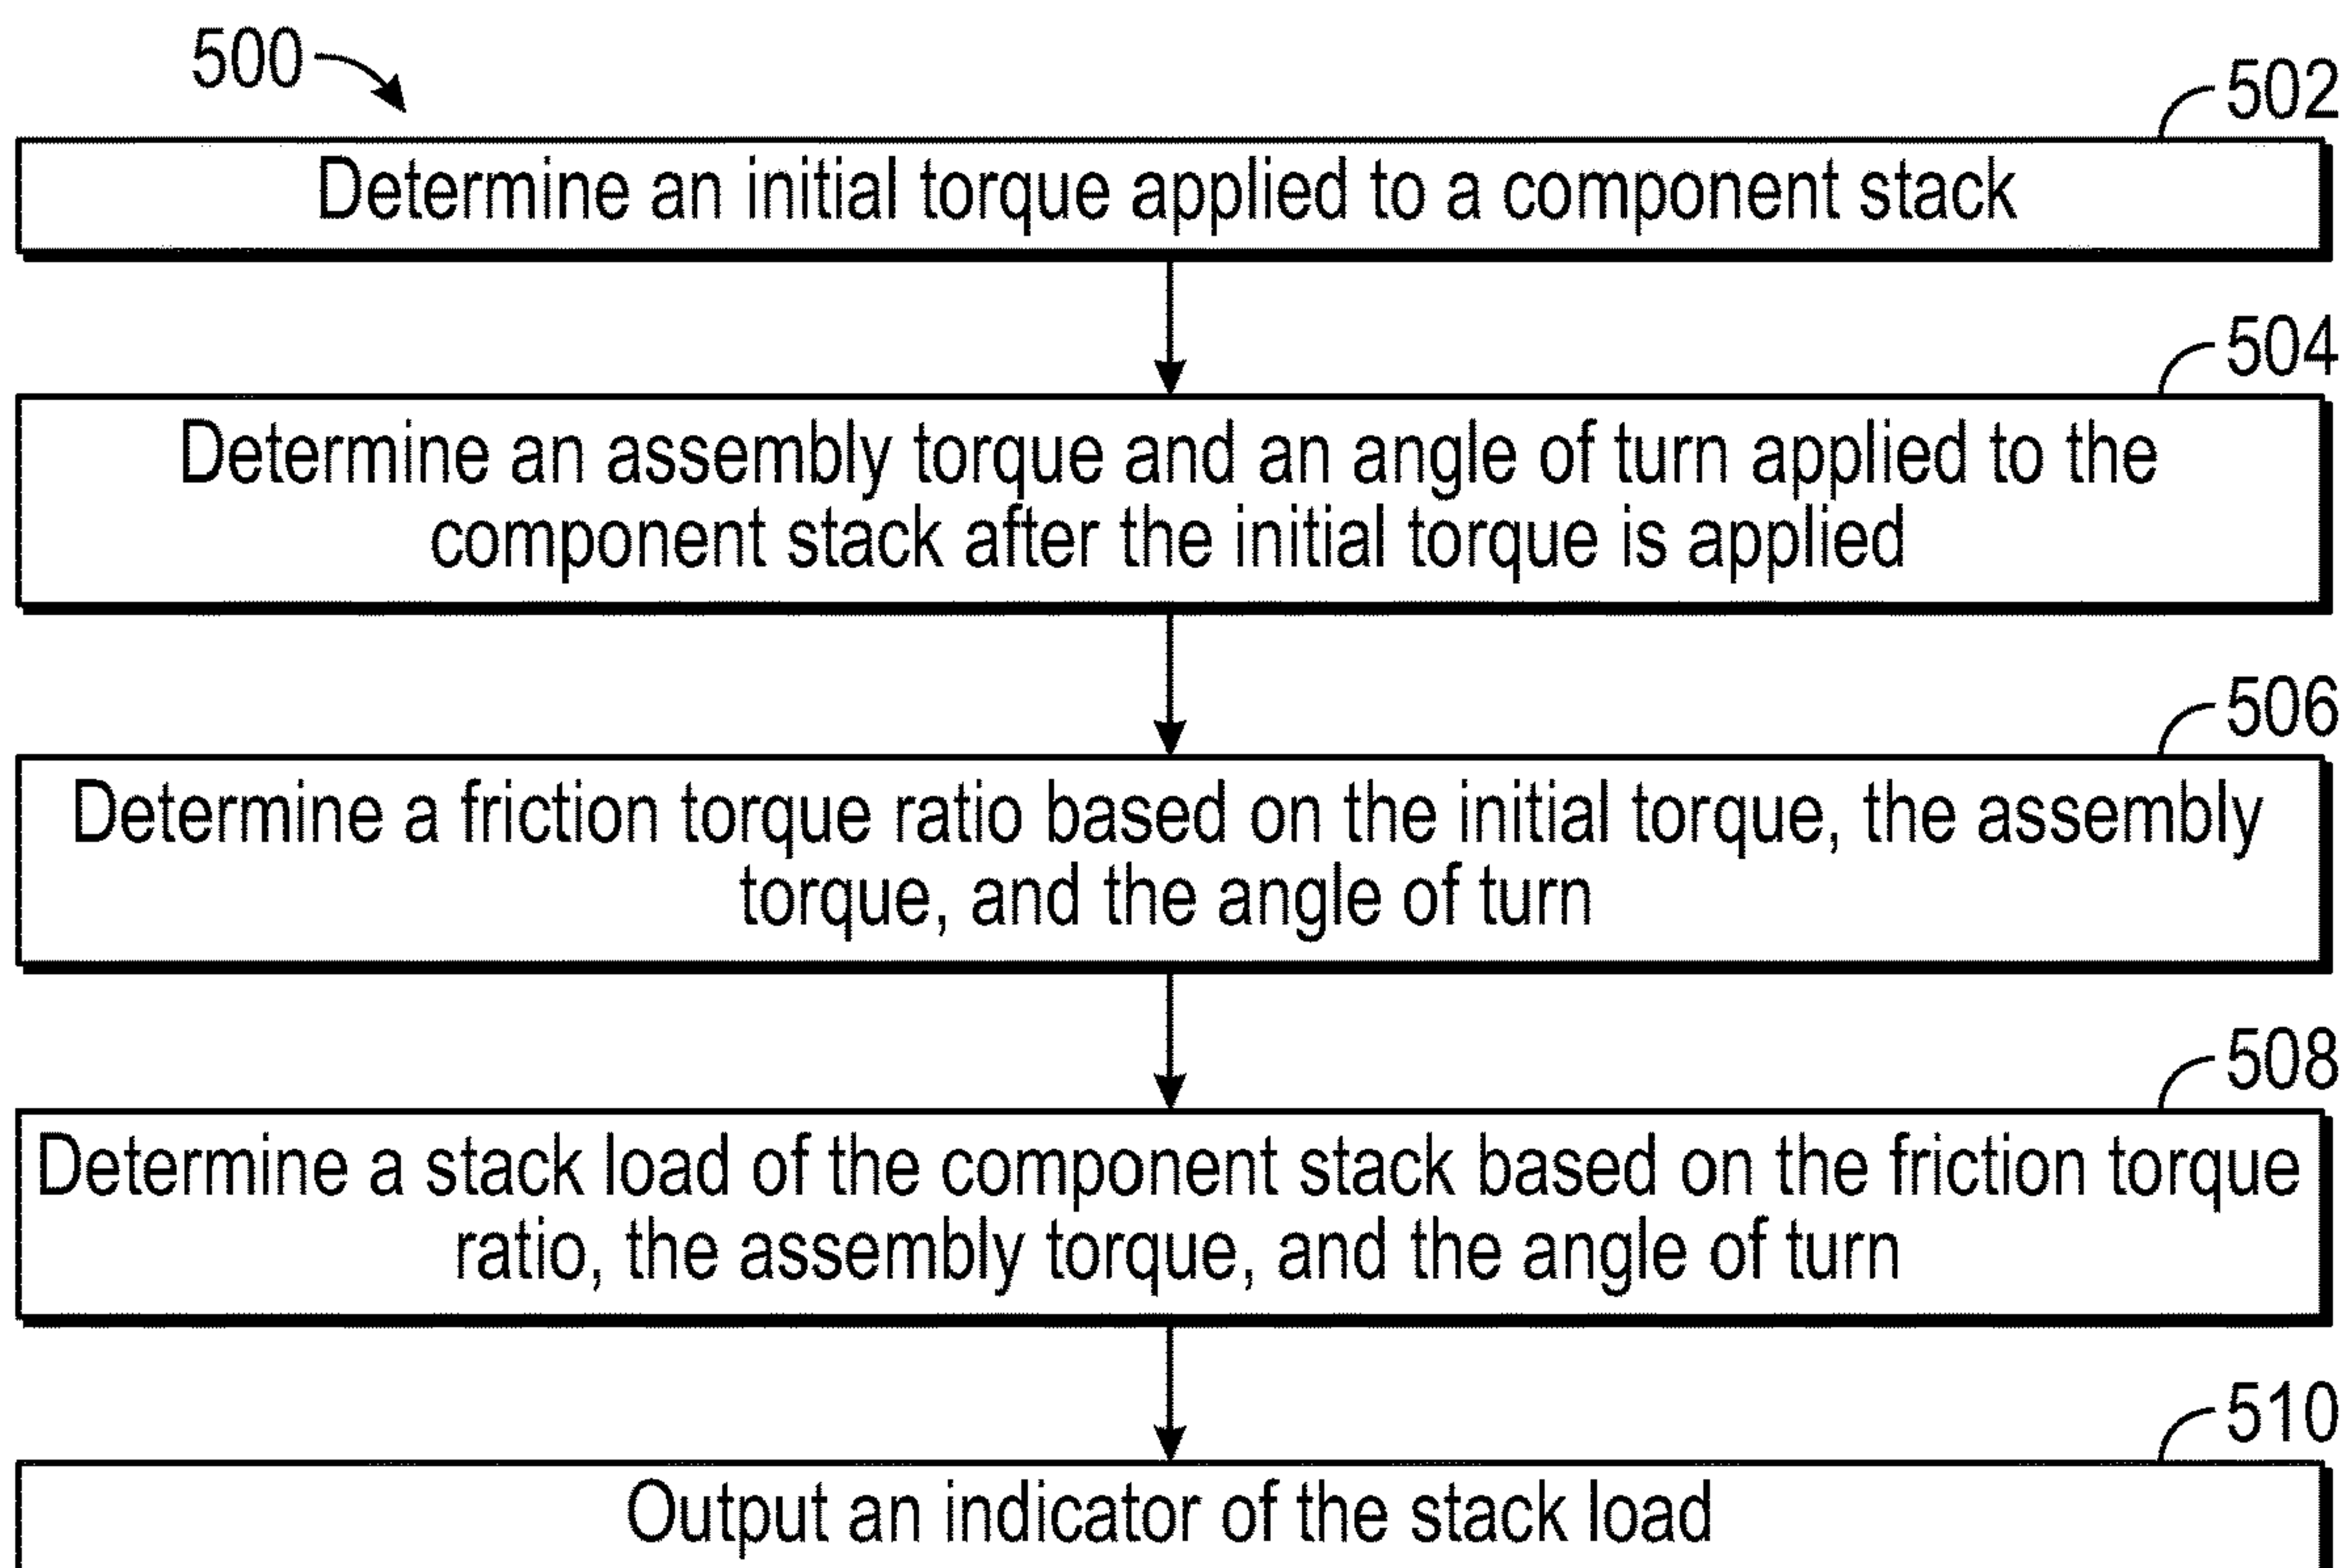 500
502
Determine an initial torque applied to a component stack
504
Determine an assembly torque and an angle of turn applied to the
component stack after the initial torque is applied
506
Determine a friction torque ratio based on the initial torque, the assembly
torque, and the angle of turn
508
Determine a stack load of the component stack based on the friction torque
ratio, the assembly torque, and the angle of turn
510
Output an indicator of the stack load